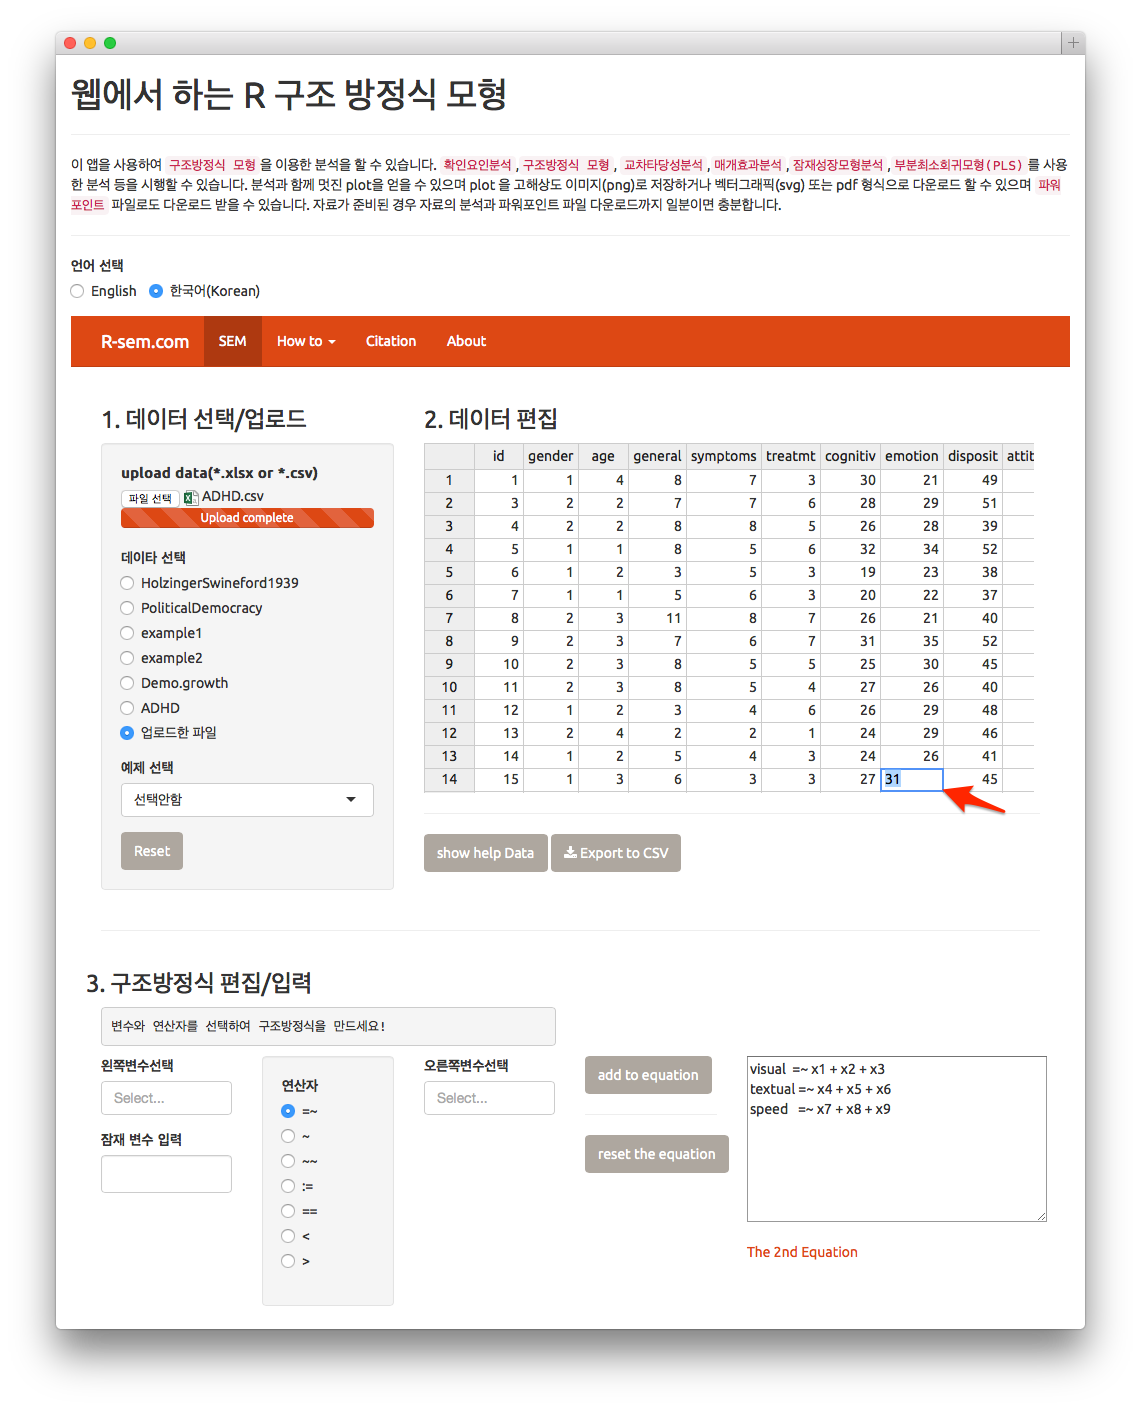 웹에서 하는 R 구조 방정식 모형
이 앱을 사용하여 구조방정식 모형 을 이용한 분석을 할 수 있습니다. 확인요인분석 , 구조방정식 모형 , 교차타당성분석 , 매개효과분석 , 잠재성장모형분석 , 부분최소회귀모형(PLS) 를 사용
한 분석 등을 시행할 수 있습니다. 분석과 함께 멋진 plot을 얻을 수 있으며 plot 을 고해상도 이미지(png)로 저장하거나 벡터그래픽(svg) 또는 pdf 형식으로 다운로드 할 수 있으며 파워
포인트 파일로도 다운로드 받을 수 있습니다. 자료가 준비된 경우 자료의 분석과 파워포인트 파일 다운로드까지 일분이면 충분합니다.
언어 선택
English 한국어(Korean)
R-sem.com SEM How to Citation About
1. 데이터 선택/업로드
upload data(*.xlsx or *.csv)
파일 선택 ADHD.csv
Upload complete
데이타 선택
HolzingerSwineford1939
PoliticalDemocracy
example1
example2
Demo.growth
ADHD
업로드한 파일
예제 선택
선택안함
Reset
2. 데이터 편집
id gender age general symptoms treatmt cognitiv emotion disposit attit
1 1 1 4 8 7 3 30 21 49
2 3 2 2 7 7 6 28 29 51
3 4 2 2 8 8 5 26 28 39
4 5 1 1 8 5 6 32 34 52
5 6 1 2 3 5 3 19 23 38
6 7 1 1 5 6 3 20 22 37
7 8 2 3 11 8 7 26 21 40
8 9 2 3 7 6 7 31 35 52
9 10 2 3 8 5 5 25 30 45
10 11 2 3 8 5 4 27 26 40
11 12 1 2 3 4 6 26 29 48
12 13 2 4 2 2 1 24 29 46
13 14 1 2 5 4 3 24 26 41
14 15 1 3 6 3 3 27 31 45
show help Data Export to CSV
3. 구조방정식 편집/입력
변수와 연산자를 선택하여 구조방정식을 만드세요!
왼쪽변수선택
Select...
잠재 변수 입력
연산자
=~
~
~~
:=
==
<
>
오른쪽변수선택
Select...
add to equation
reset the equation
visual =~ x1 + x2 + x3
textual =~ x4 + x5 + x6
speed =~ x7 + x8 + x9
The 2nd Equation